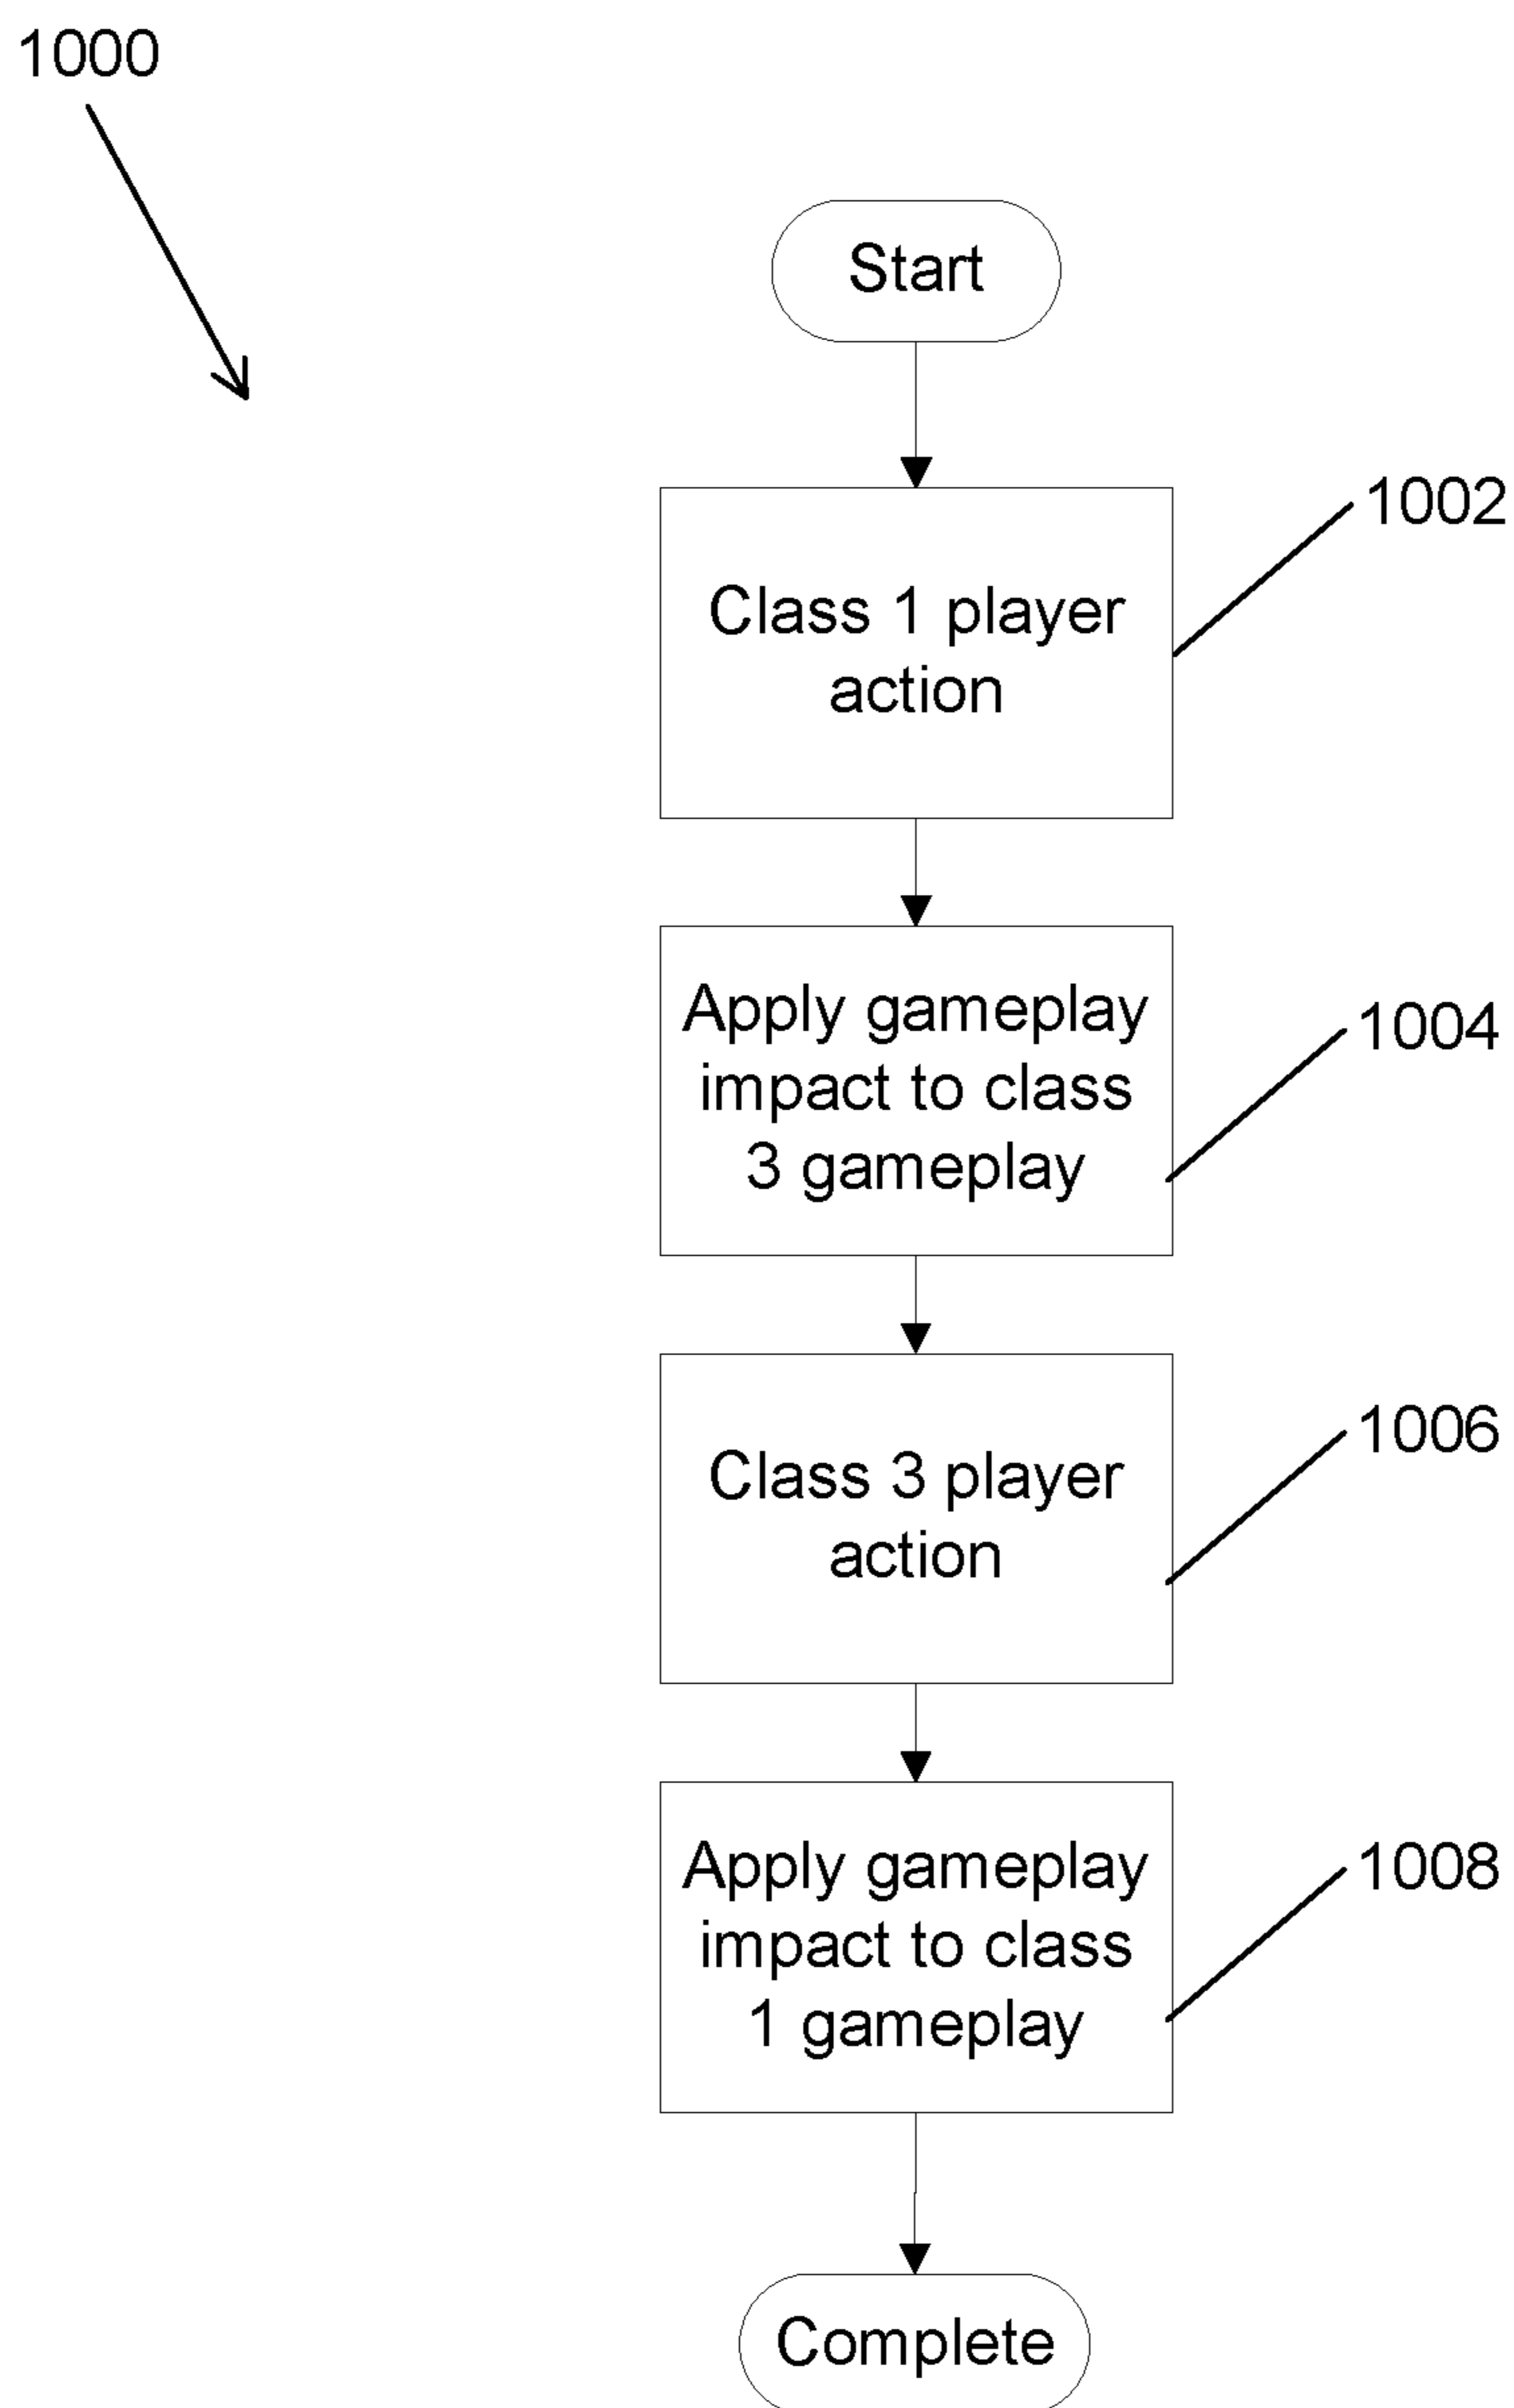 1000
Start
1002
Class 1 player
action
1004
Apply gameplay
impact to class
3 gameplay
1006
Class 3 player
action
1008
Apply gameplay
impact to class
1 gameplay
Complete